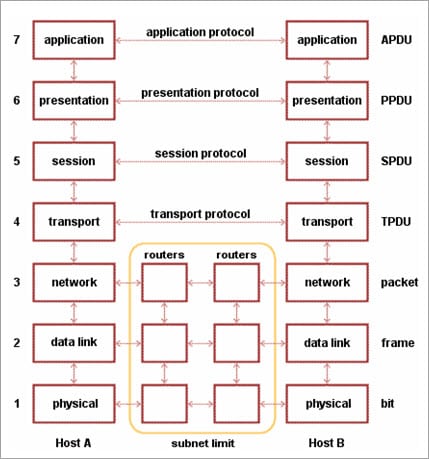 7 application application protocol application APDU
6 presentation presentation protocol presentation PPDU
5 session session protocol session SPDU
4 transport transport protocol transport TPDU
routers routers
3 network network packet
2 data link data link frame
1 physical physical bit
Host A subnet limit Host B